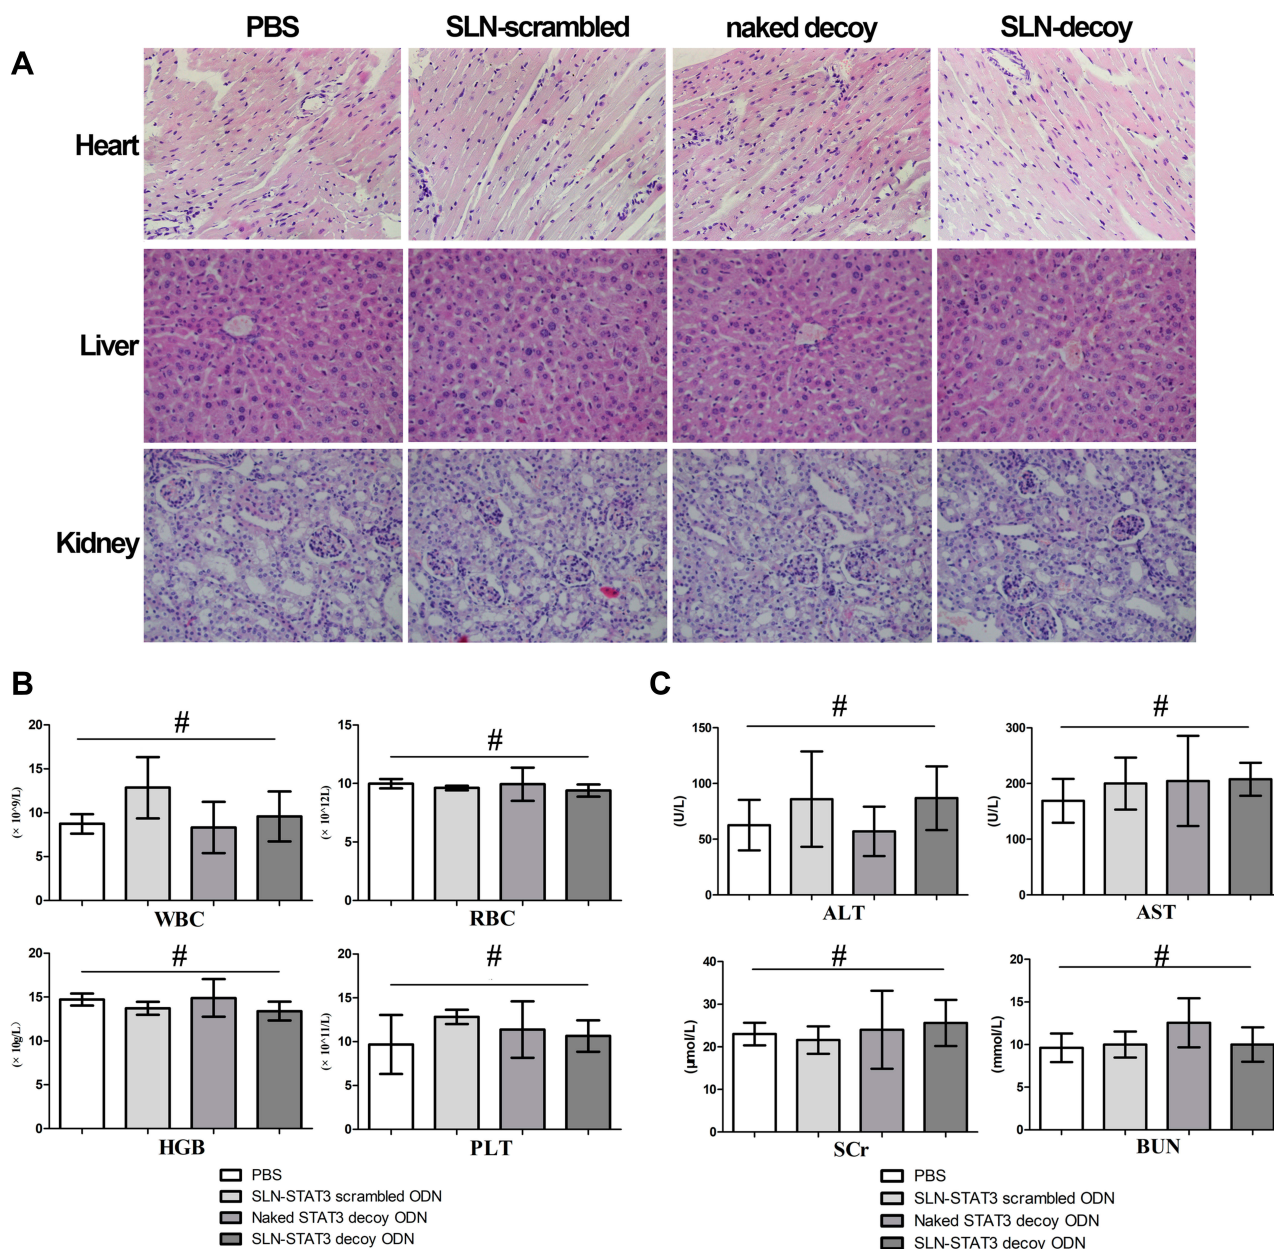 PBS SLN-scrambled naked decoy SLN-decoy
A
Heart
Liver
Kidney
B
C
20
15
10
5
0
(× 10^9/L)
#
WBC
15
10
5
0
(× 10^12L)
#
RBC
150
100
50
0
(U/L)
#
ALT
300
200
100
0
(U/L)
#
AST
20
15
10
5
0
(× 10g/L)
#
HGB
20
15
10
5
0
(× 10^11/L)
#
PLT
40
30
20
10
0
(μmol/L)
#
SCr
20
15
10
5
0
(mmol/L)
#
BUN
PBS
SLN-STAT3 scrambled ODN
Naked STAT3 decoy ODN
SLN-STAT3 decoy ODN
PBS
SLN-STAT3 scrambled ODN
Naked STAT3 decoy ODN
SLN-STAT3 decoy ODN